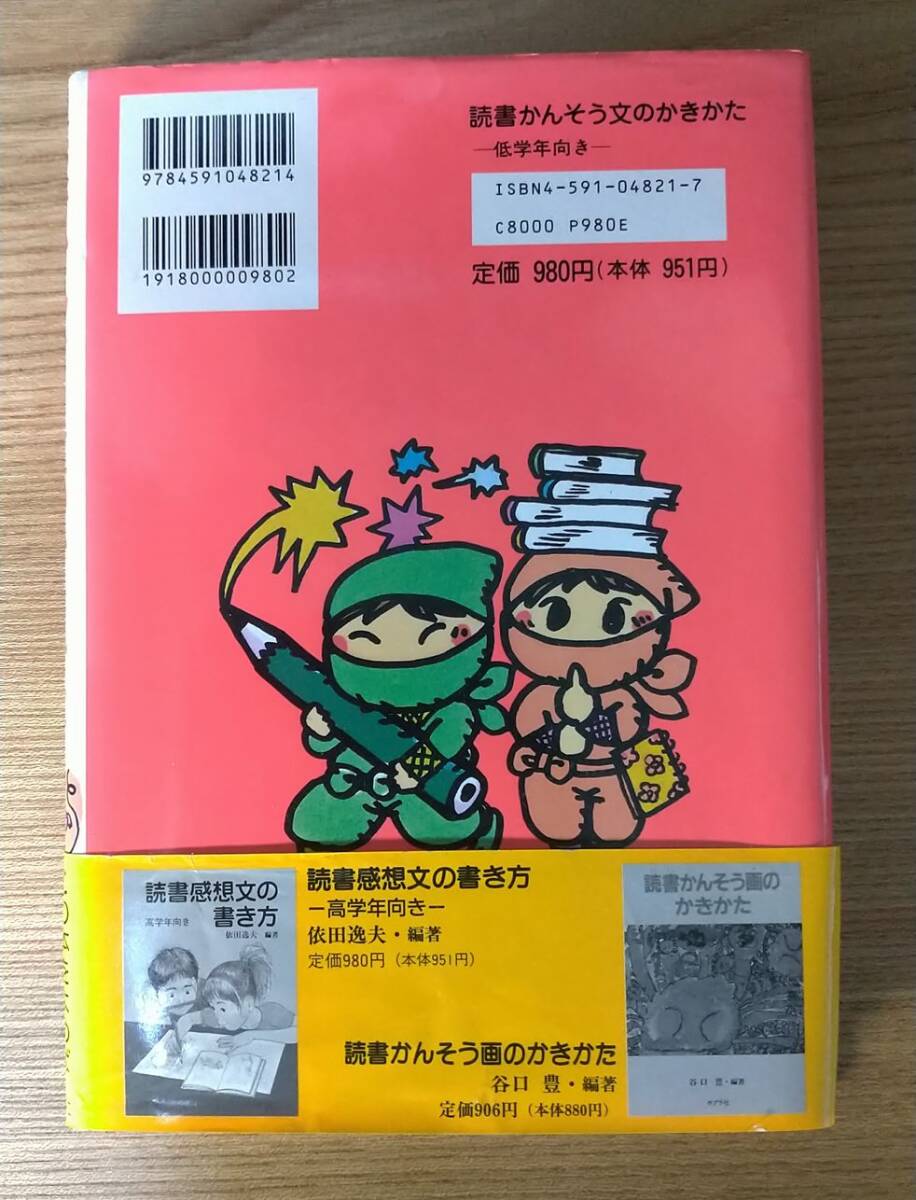 9784591048214
1918000009802
読書かんそう文のかきかた
―低学年向き―
ISBN4-591-04821-7
C8000 P980E
定価 980円(本体 951円)
読書感想文の
書き方
高学年向き
依田逸夫 編著
読書感想文の書き方
―高学年向き―
依田逸夫・編著
定価980円(本体951円)
読書かんそう画のかきかた
谷口 豊・編著
定価906円(本体880円)
読書かんそう画の
かきかた
谷口 豊・編著
ポプラ社